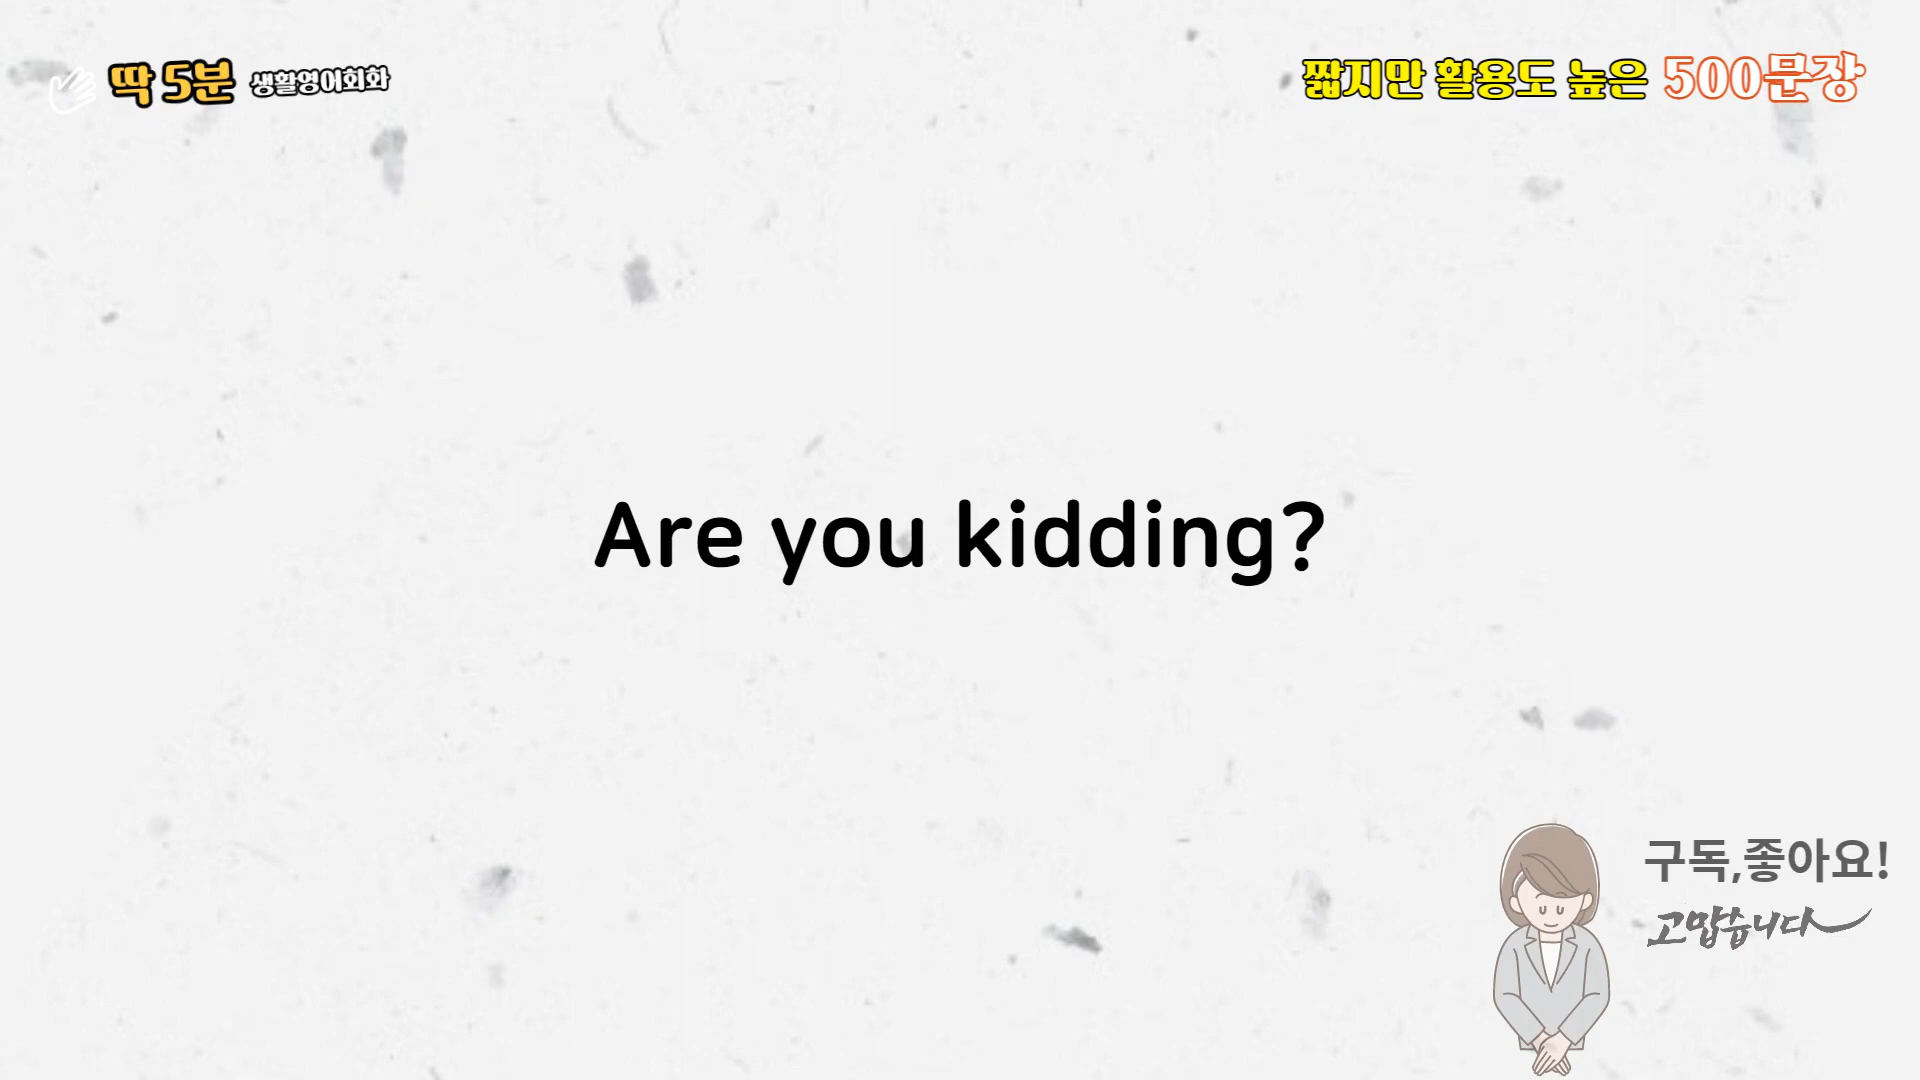 딱 5분 생활영어회화
짧지만 활용도 높은 500문장
Are you kidding?
구독,좋아요!
고맙습니다